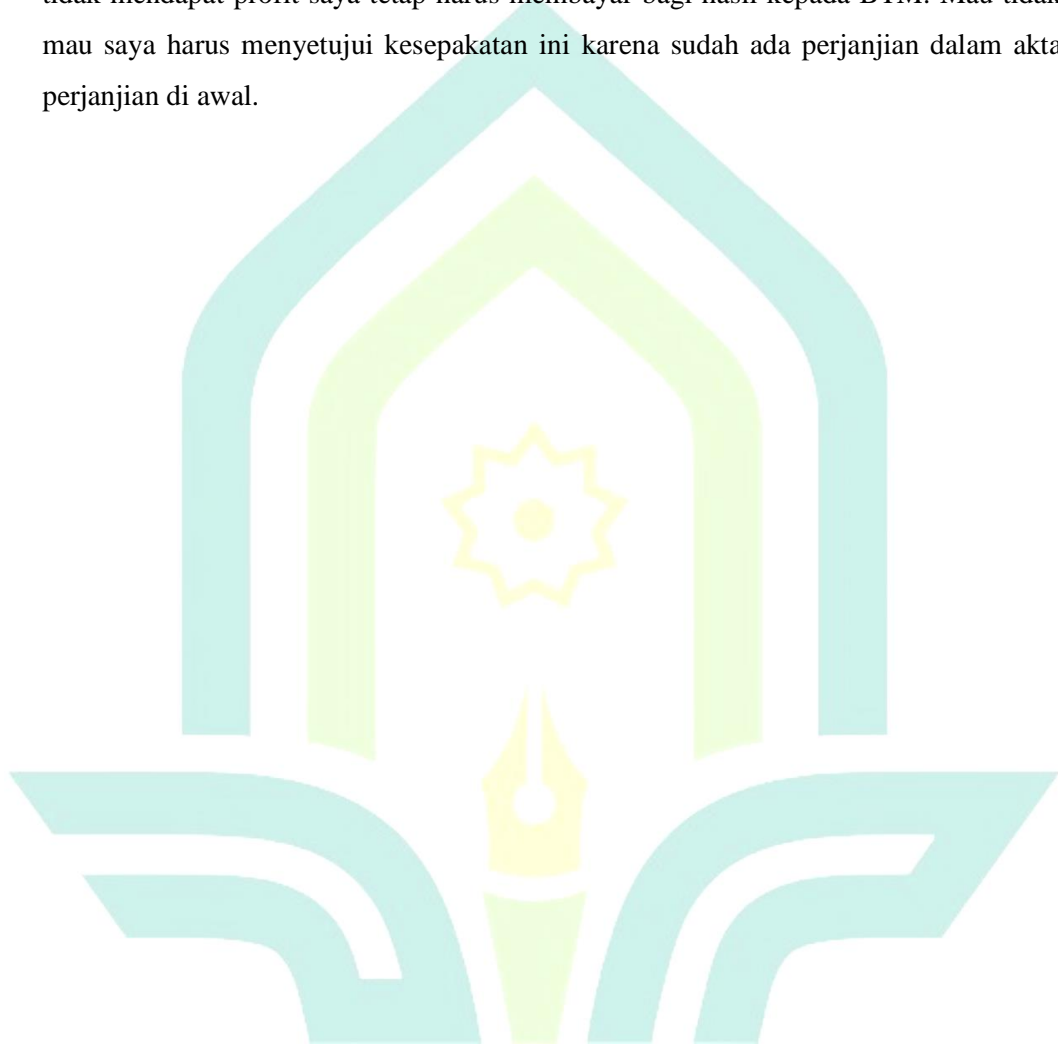 tidak mendapat profit saya tetap harus membayar bagi hasil kepada BTM. Mau tidak
mau saya harus menyetujui kesepakatan ini karena sudah ada perjanjian dalam akta
perjanjian di awal.